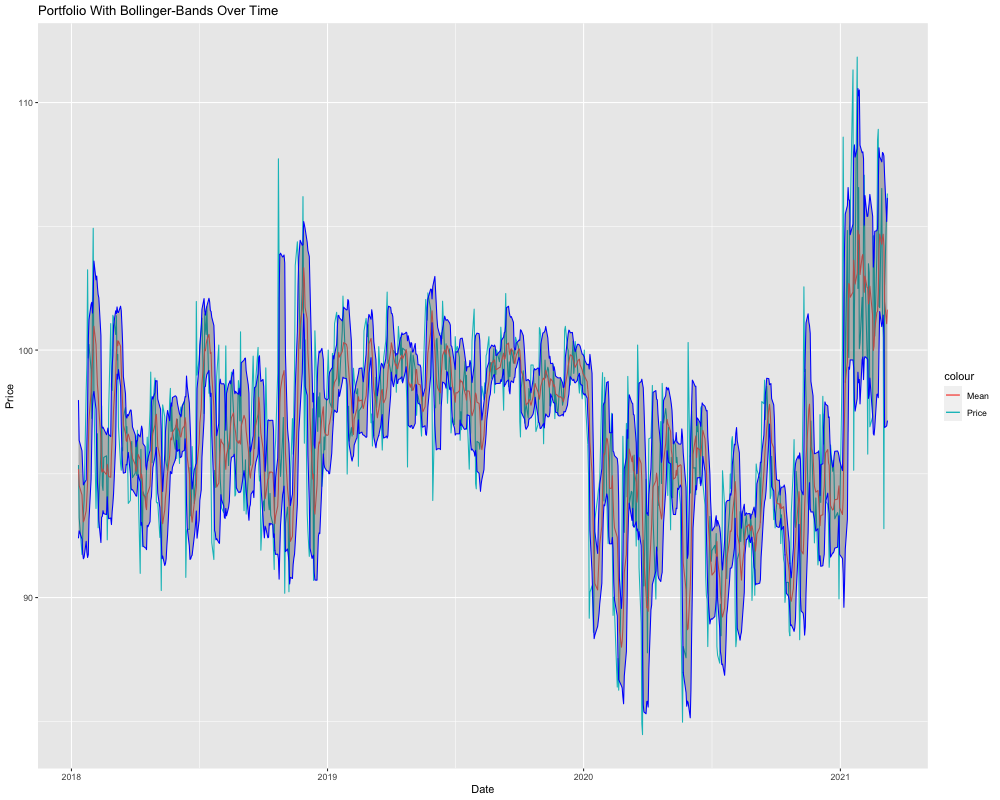 Portfolio With Bollinger-Bands Over Time
Price
110
100
90
2018
2019
2020
2021
Date
colour
Mean
Price